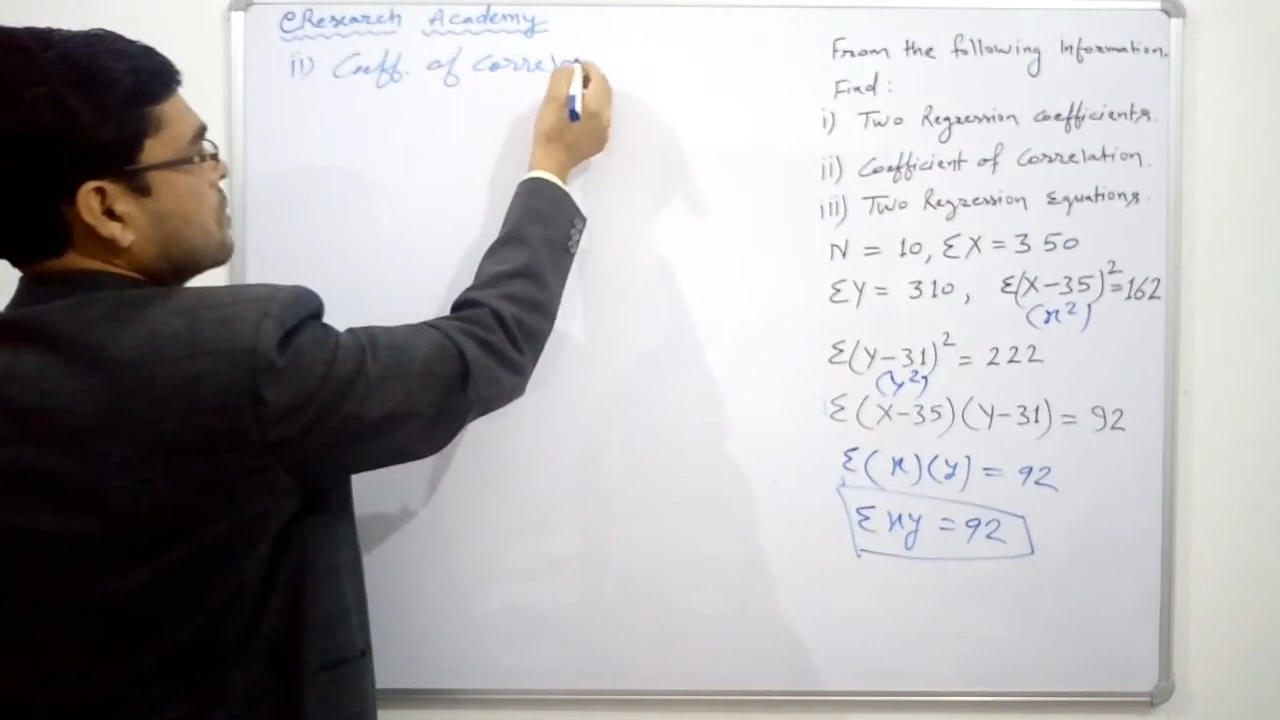 eResearch Academy
ii) Coeff. of Correla
From the following Information.
Find :
i) Two Regression Coefficients.
ii) Coefficient of Correlation.
iii) Two Regression Equations.
N = 10, ΣX = 350
ΣY = 310, Σ(X-35)² = 162
(x²)
Σ(Y-31)² = 222
(y²)
Σ(X-35)(Y-31) = 92
Σ(x)(y) = 92
Σxy = 92